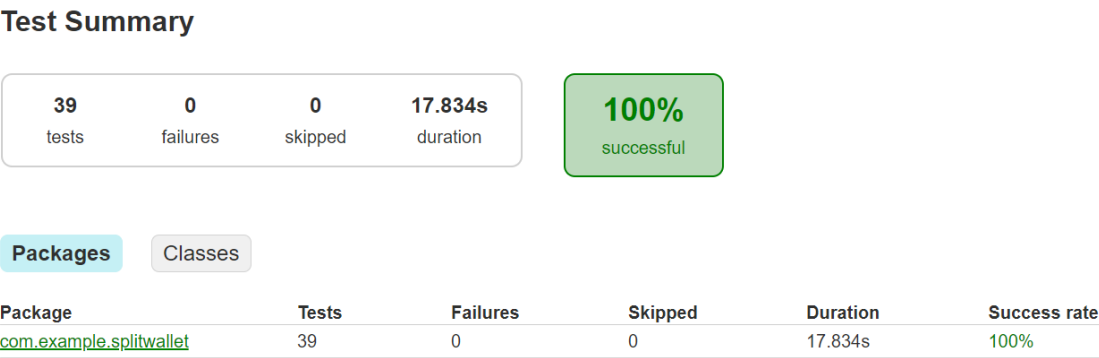 Test Summary
39 0 0 17.834s 100%
tests failures skipped duration successful
Packages Classes
Package Tests Failures Skipped Duration Success rate
com.example.splitwallet 39 0 0 17.834s 100%